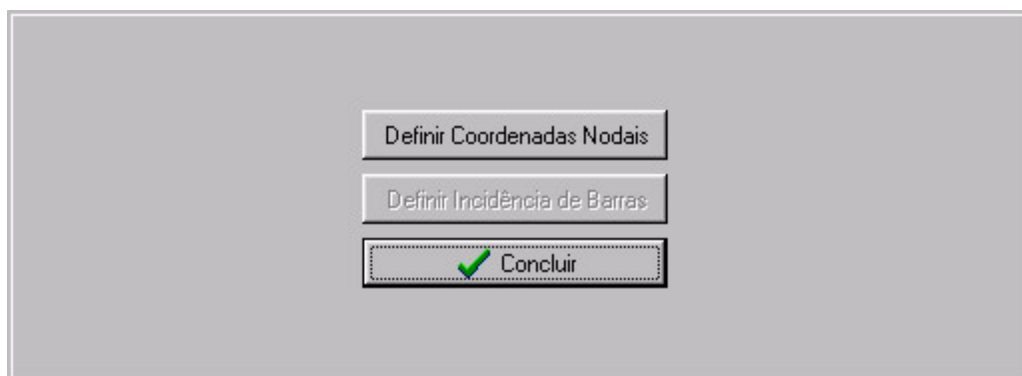 Definir Coordenadas Nodais
Definir Incidência de Barras
Concluir